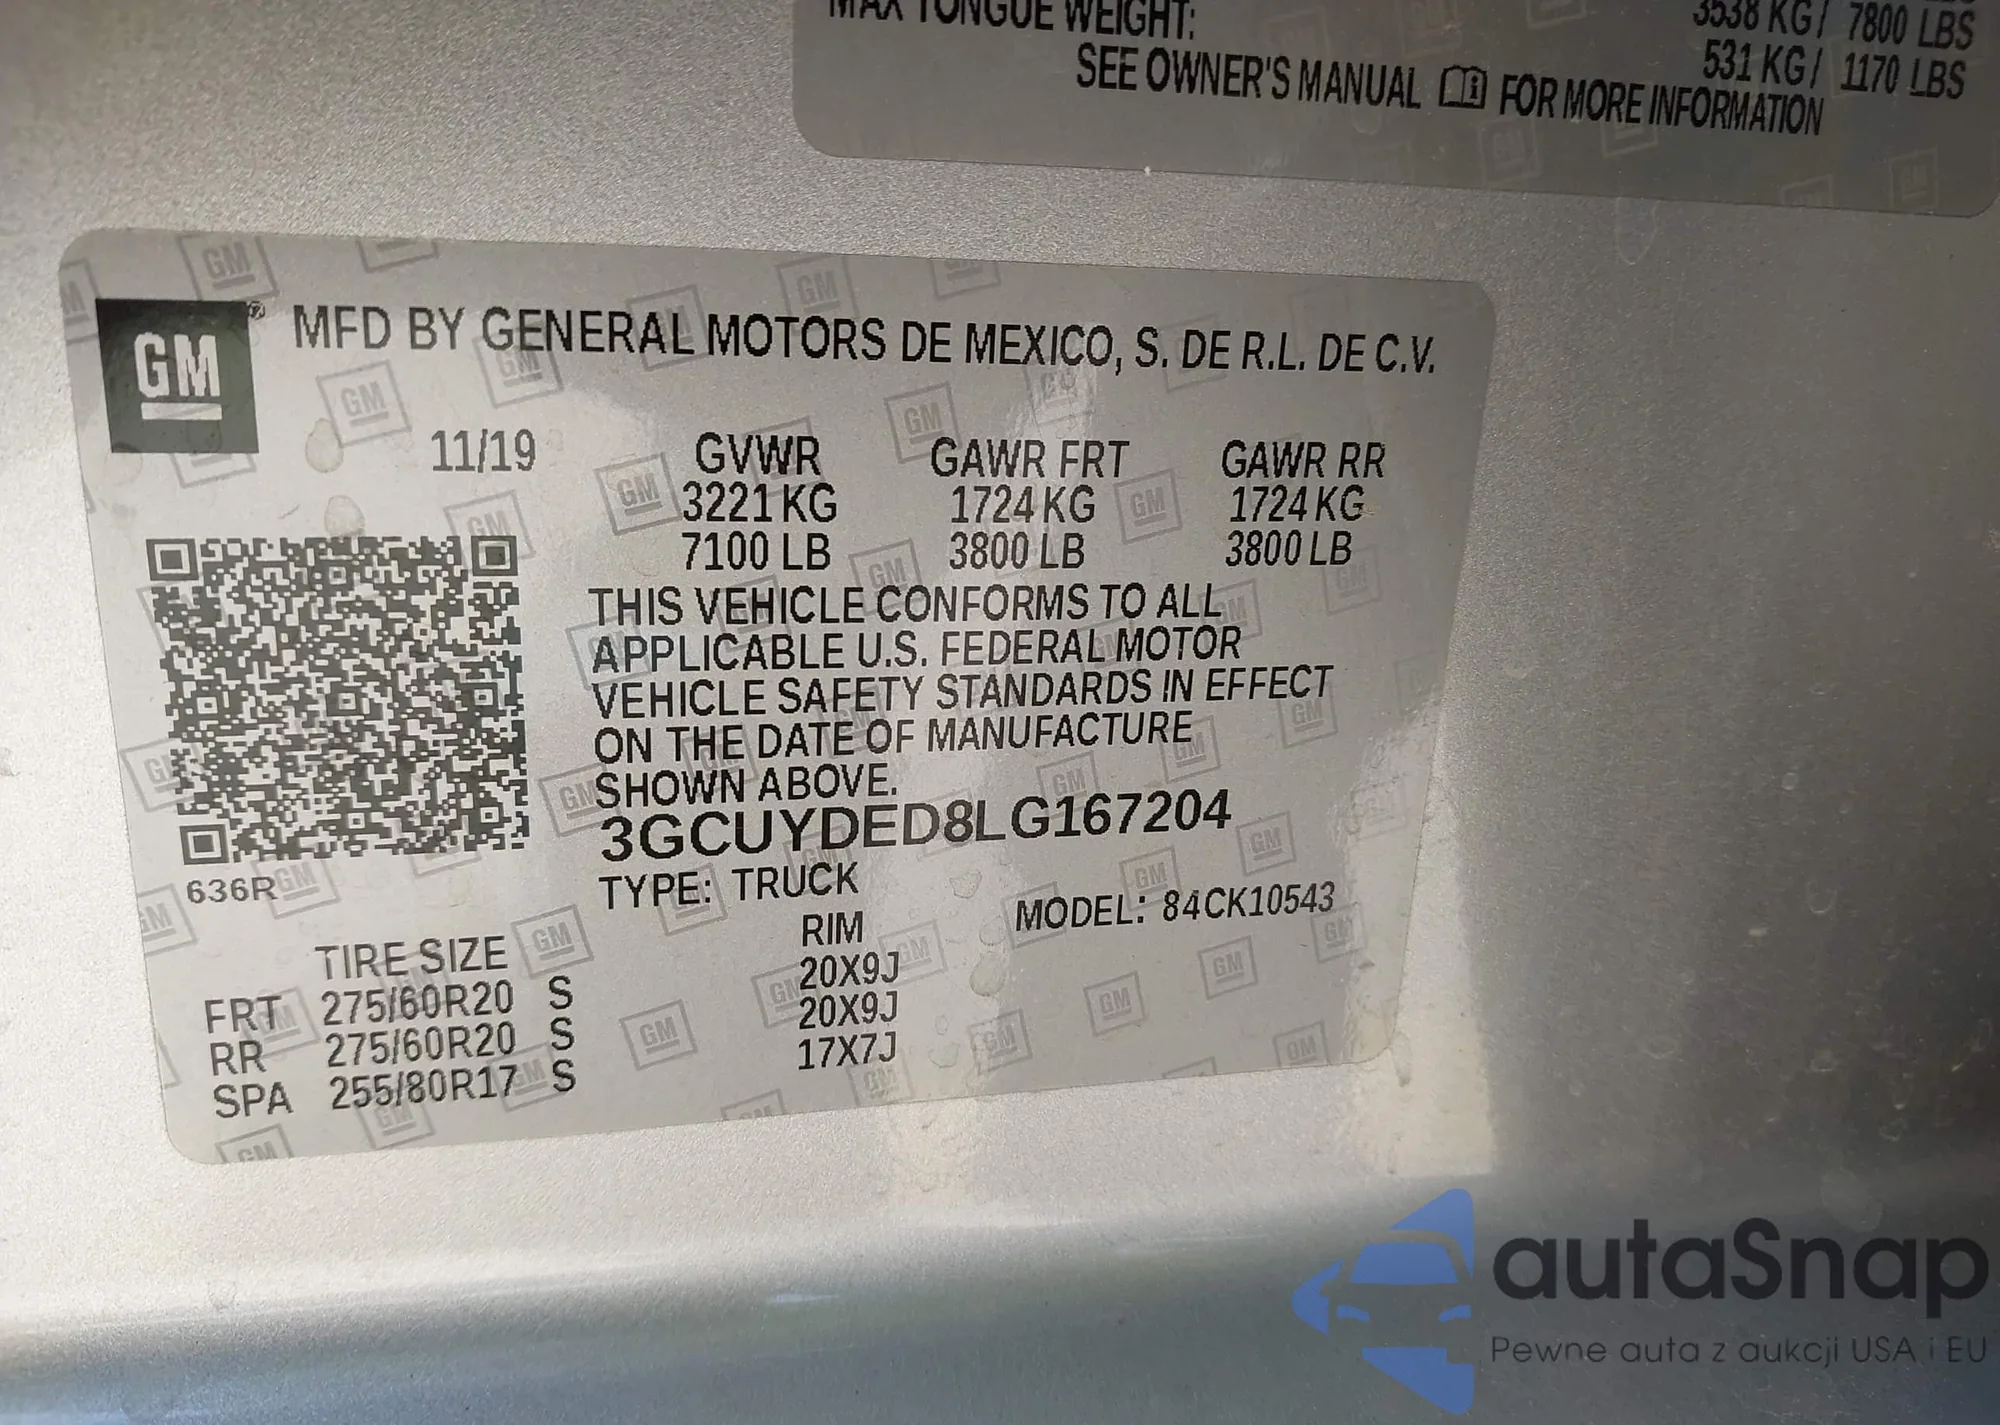 MAX TONGUE WEIGHT:
3538 KG/ 7800 LBS
531 KG/ 1170 LBS
SEE OWNER'S MANUAL FOR MORE INFORMATION
GM® MFD BY GENERAL MOTORS DE MEXICO, S. DE R.L. DE C.V.
11/19 GVWR GAWR FRT GAWR RR
3221 KG 1724 KG 1724 KG
7100 LB 3800 LB 3800 LB
THIS VEHICLE CONFORMS TO ALL
APPLICABLE U.S. FEDERAL MOTOR
VEHICLE SAFETY STANDARDS IN EFFECT
ON THE DATE OF MANUFACTURE
SHOWN ABOVE.
3GCUYDED8LG167204
636R
TYPE: TRUCK
MODEL: 84CK10543
TIRE SIZE RIM
FRT 275/60R20 S 20X9J
RR 275/60R20 S 20X9J
SPA 255/80R17 S 17X7J
autaSnap
Pewne auta z aukcji USA i EU